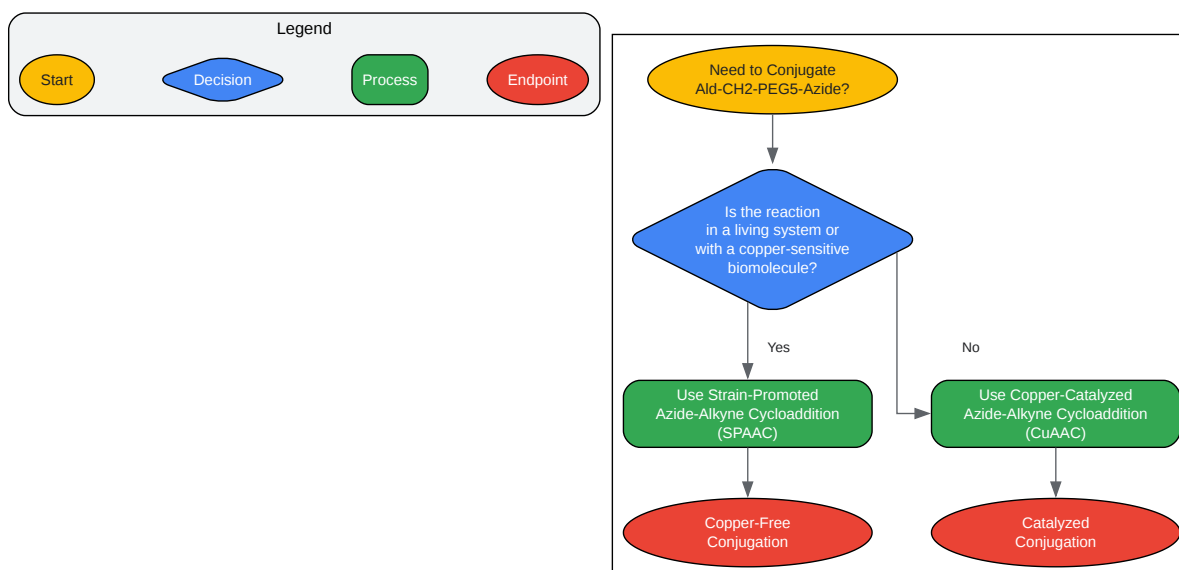 Legend
Start
Decision
Process
Endpoint
Need to Conjugate
Ald-CH2-PEG5-Azide?
Is the reaction
in a living system or
with a copper-sensitive
biomolecule?
Yes
No
Use Strain-Promoted
Azide-Alkyne Cycloaddition
(SPAAC)
Use Copper-Catalyzed
Azide-Alkyne Cycloaddition
(CuAAC)
Copper-Free
Conjugation
Catalyzed
Conjugation